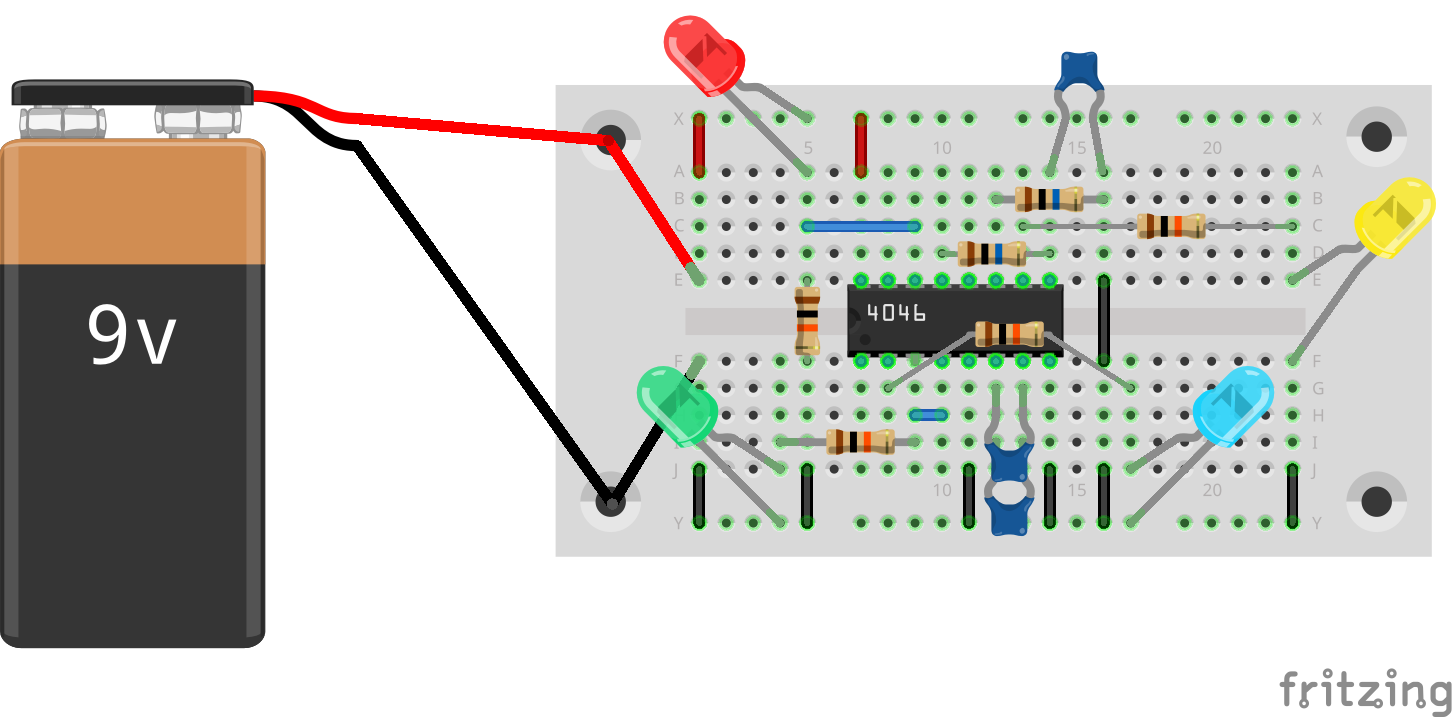 X 5 10 15 20 X
A A
B B
C C
D D
E E
4046
9v
F F
G G
H H
I I
J J
10 15 20
Y Y
fritzing